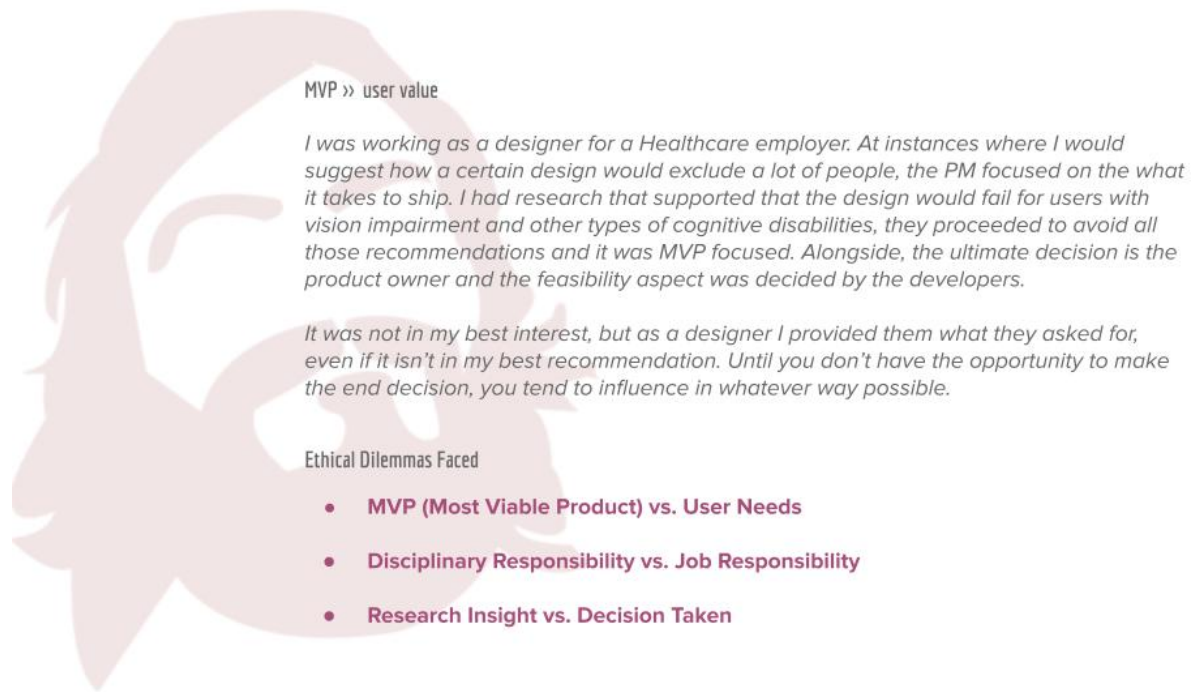 MVP >> user value
I was working as a designer for a Healthcare employer. At instances where I would
suggest how a certain design would exclude a lot of people, the PM focused on the what
it takes to ship. I had research that supported that the design would fail for users with
vision impairment and other types of cognitive disabilities, they proceeded to avoid all
those recommendations and it was MVP focused. Alongside, the ultimate decision is the
product owner and the feasibility aspect was decided by the developers.
It was not in my best interest, but as a designer I provided them what they asked for,
even if it isn't in my best recommendation. Until you don't have the opportunity to make
the end decision, you tend to influence in whatever way possible.
Ethical Dilemmas Faced
● MVP (Most Viable Product) vs. User Needs
● Disciplinary Responsibility vs. Job Responsibility
● Research Insight vs. Decision Taken